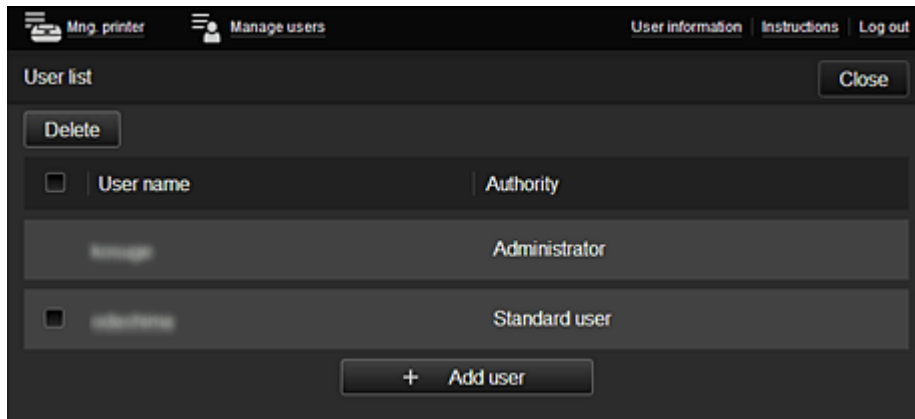 Mng. printer Manage users User information Instructions Log out
User list Close
Delete
User name Authority
Administrator
Standard user
+ Add user